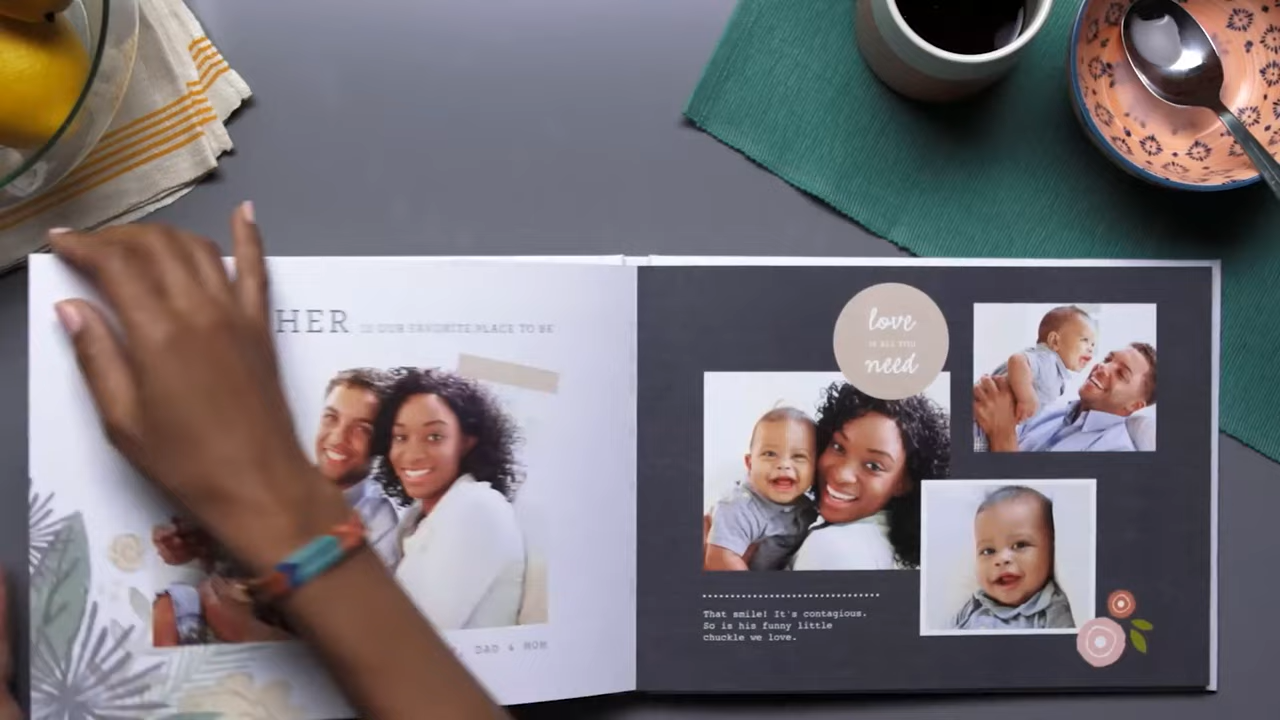 HER IS OUR FAVORITE PLACE TO BE
DAD & MOM
love
IS ALL YOU
need
That smile! It's contagious.
So is his funny little
chuckle we love.